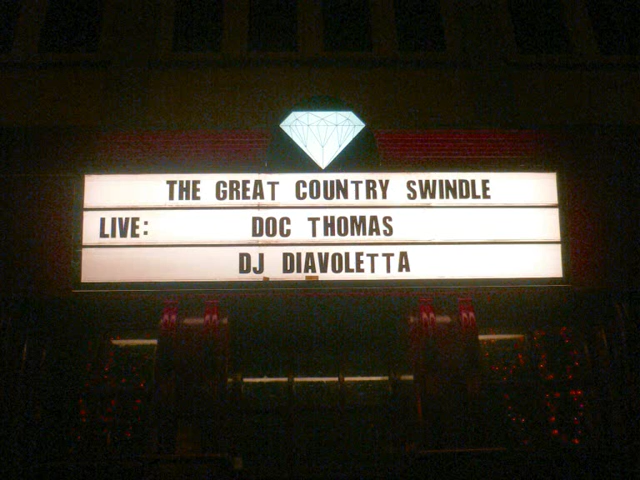 THE GREAT COUNTRY SWINDLE
LIVE: DOC THOMAS
DJ DIAVOLETTA